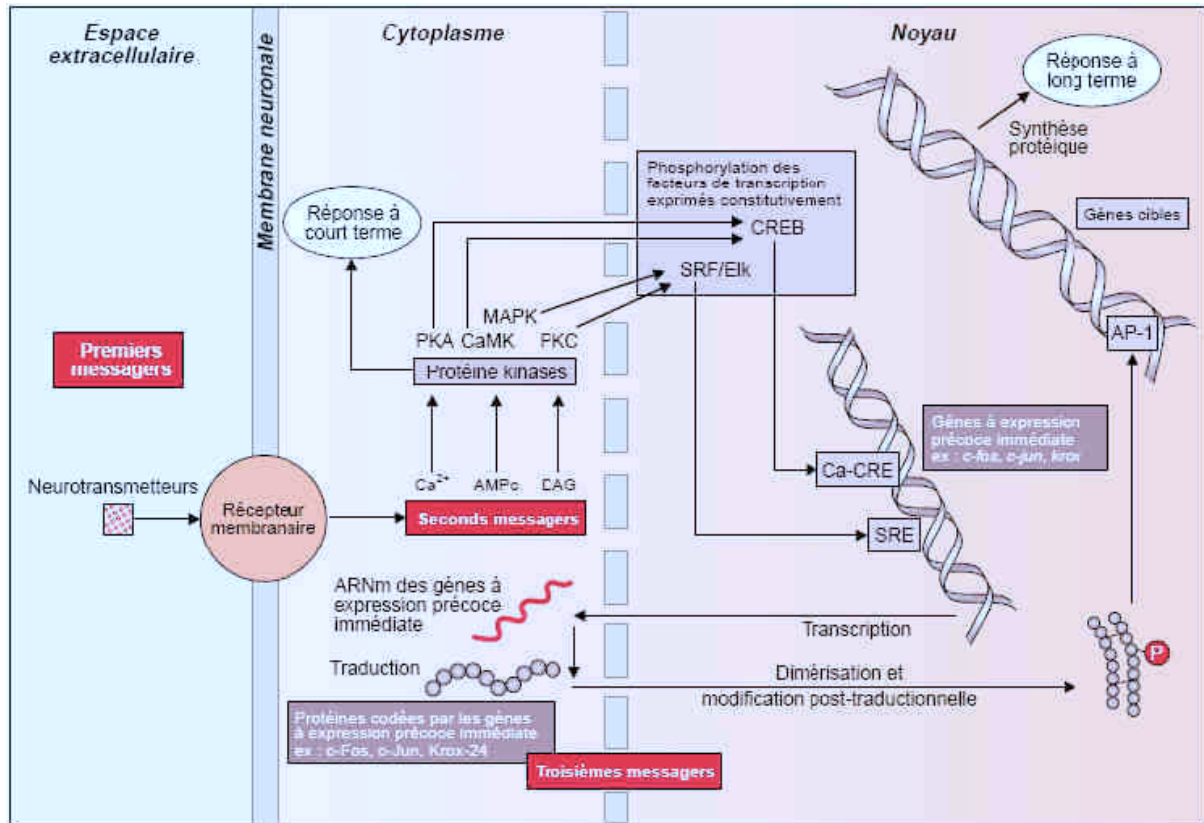 Espace
extracellulaire
Membrane neuronale
Cytoplasme
Noyau
Réponse à
long terme
Synthèse
protéique
Gènes cibles
Phosphorylation des
facteurs de transcription
exprimés constitutivement
CREB
SRF/Elk
Réponse à
court terme
MAPK
PKA CaMK PKC
Protéine kinases
AP-1
Premiers
messagers
Gènes à expression
précoce immédiate
ex : c-fos, c-jun, krox
Ca-CRE
SRE
Neurotransmetteurs
Récepteur
membranaire
Ca2+ AMPc DAG
Seconds messagers
ARNm des gènes à
expression précoce
immédiate
Transcription
Traduction
Dimérisation et
modification post-traductionnelle
P
Protéines codées par les gènes
à expression précoce immédiate
ex : c-Fos, c-Jun, Krox-24
Troisièmes messagers